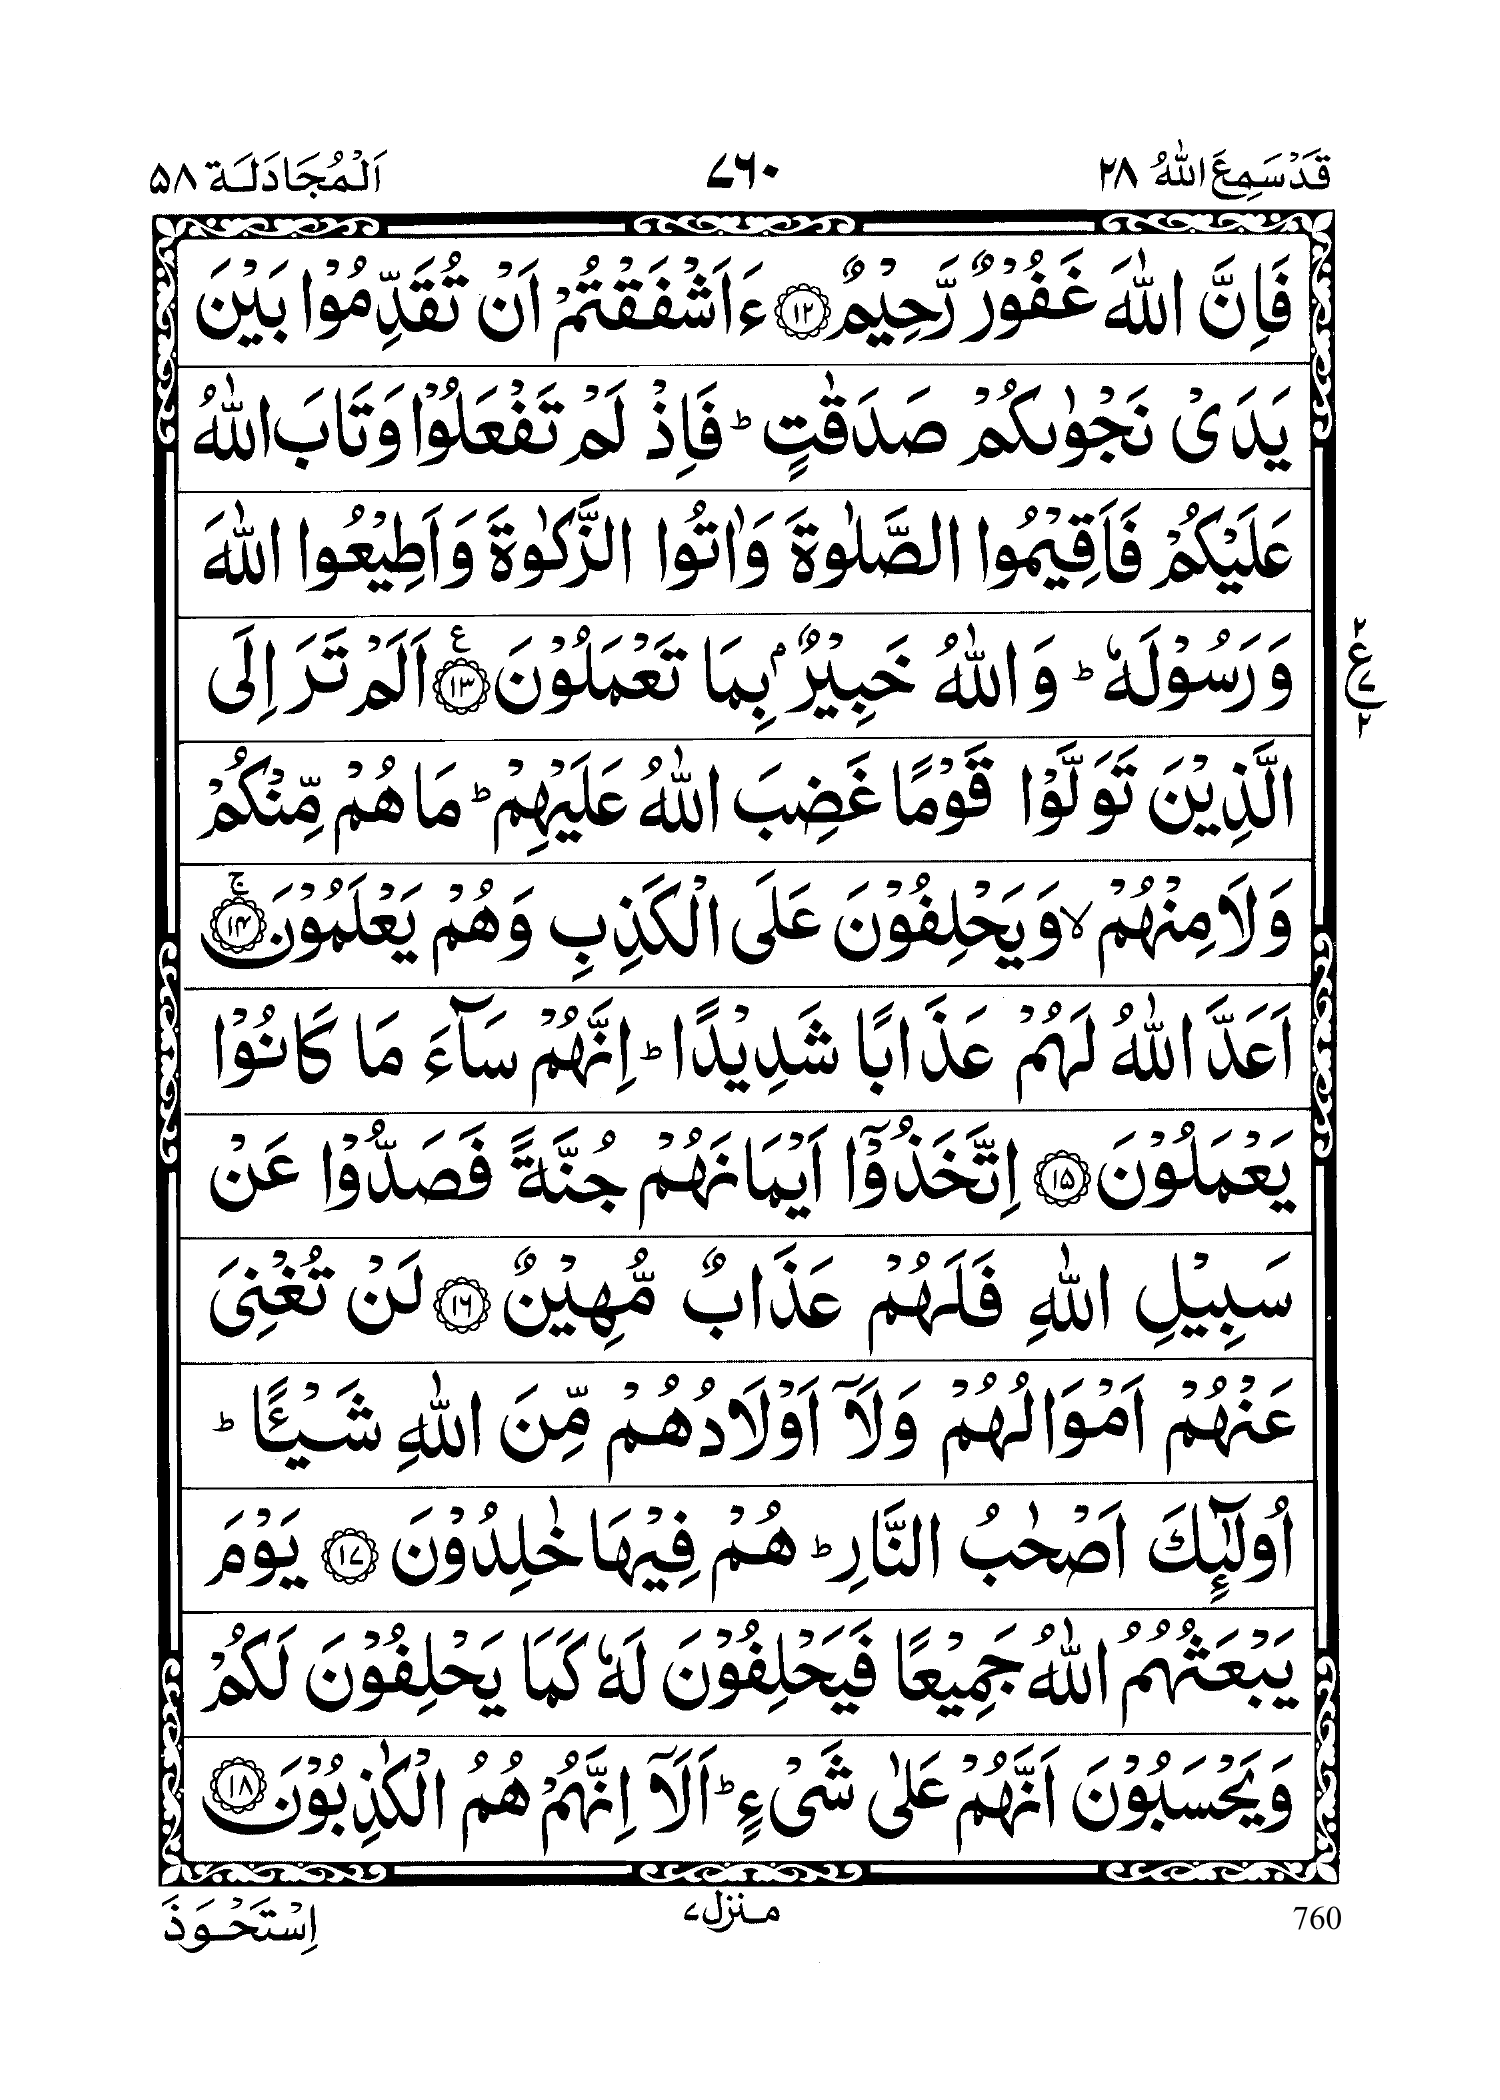 قَدْسَمِعَ اللّٰهُ ٢٨ ٧٦٠ اَلْمُجَادَلَة ٥٨
فَاِنَّ اللّٰهَ غَفُوْرٌ رَّحِيْمٌ ۝١٢ ءَاَشْفَقْتُمْ اَنْ تُقَدِّمُوْا بَيْنَ
يَدَىْ نَجْوٰىكُمْ صَدَقٰتٍ ؕ فَاِذْ لَمْ تَفْعَلُوْا وَتَابَ اللّٰهُ
عَلَيْكُمْ فَاَقِيْمُوا الصَّلٰوةَ وَاٰتُوا الزَّكٰوةَ وَاَطِيْعُوا اللّٰهَ
وَرَسُوْلَهٗ ؕ وَاللّٰهُ خَبِيْرٌۢ بِمَا تَعْمَلُوْنَ ۝١٣ ع اَلَمْ تَرَ اِلَى
٢ ع ٧ ٢
الَّذِيْنَ تَوَلَّوْا قَوْمًا غَضِبَ اللّٰهُ عَلَيْهِمْ ؕ مَا هُمْ مِّنْكُمْ
وَلَا مِنْهُمْ ۙ وَيَحْلِفُوْنَ عَلَى الْكَذِبِ وَهُمْ يَعْلَمُوْنَ ۝١٤ ۚ
اَعَدَّ اللّٰهُ لَهُمْ عَذَابًا شَدِيْدًا ؕ اِنَّهُمْ سَآءَ مَا كَانُوْا
يَعْمَلُوْنَ ۝١٥ اِتَّخَذُوْۤا اَيْمَانَهُمْ جُنَّةً فَصَدُّوْا عَنْ
سَبِيْلِ اللّٰهِ فَلَهُمْ عَذَابٌ مُّهِيْنٌ ۝١٦ لَنْ تُغْنِىَ
عَنْهُمْ اَمْوَالُهُمْ وَلَاۤ اَوْلَادُهُمْ مِّنَ اللّٰهِ شَيْـًٔا ؕ
اُولٰٓئِكَ اَصْحٰبُ النَّارِ ؕ هُمْ فِيْهَا خٰلِدُوْنَ ۝١٧ يَوْمَ
يَبْعَثُهُمُ اللّٰهُ جَمِيْعًا فَيَحْلِفُوْنَ لَهٗ كَمَا يَحْلِفُوْنَ لَكُمْ
وَيَحْسَبُوْنَ اَنَّهُمْ عَلٰى شَىْءٍ ؕ اَلَاۤ اِنَّهُمْ هُمُ الْكٰذِبُوْنَ ۝١٨
760 منزل ٧ اِسْتَحْوَذَ